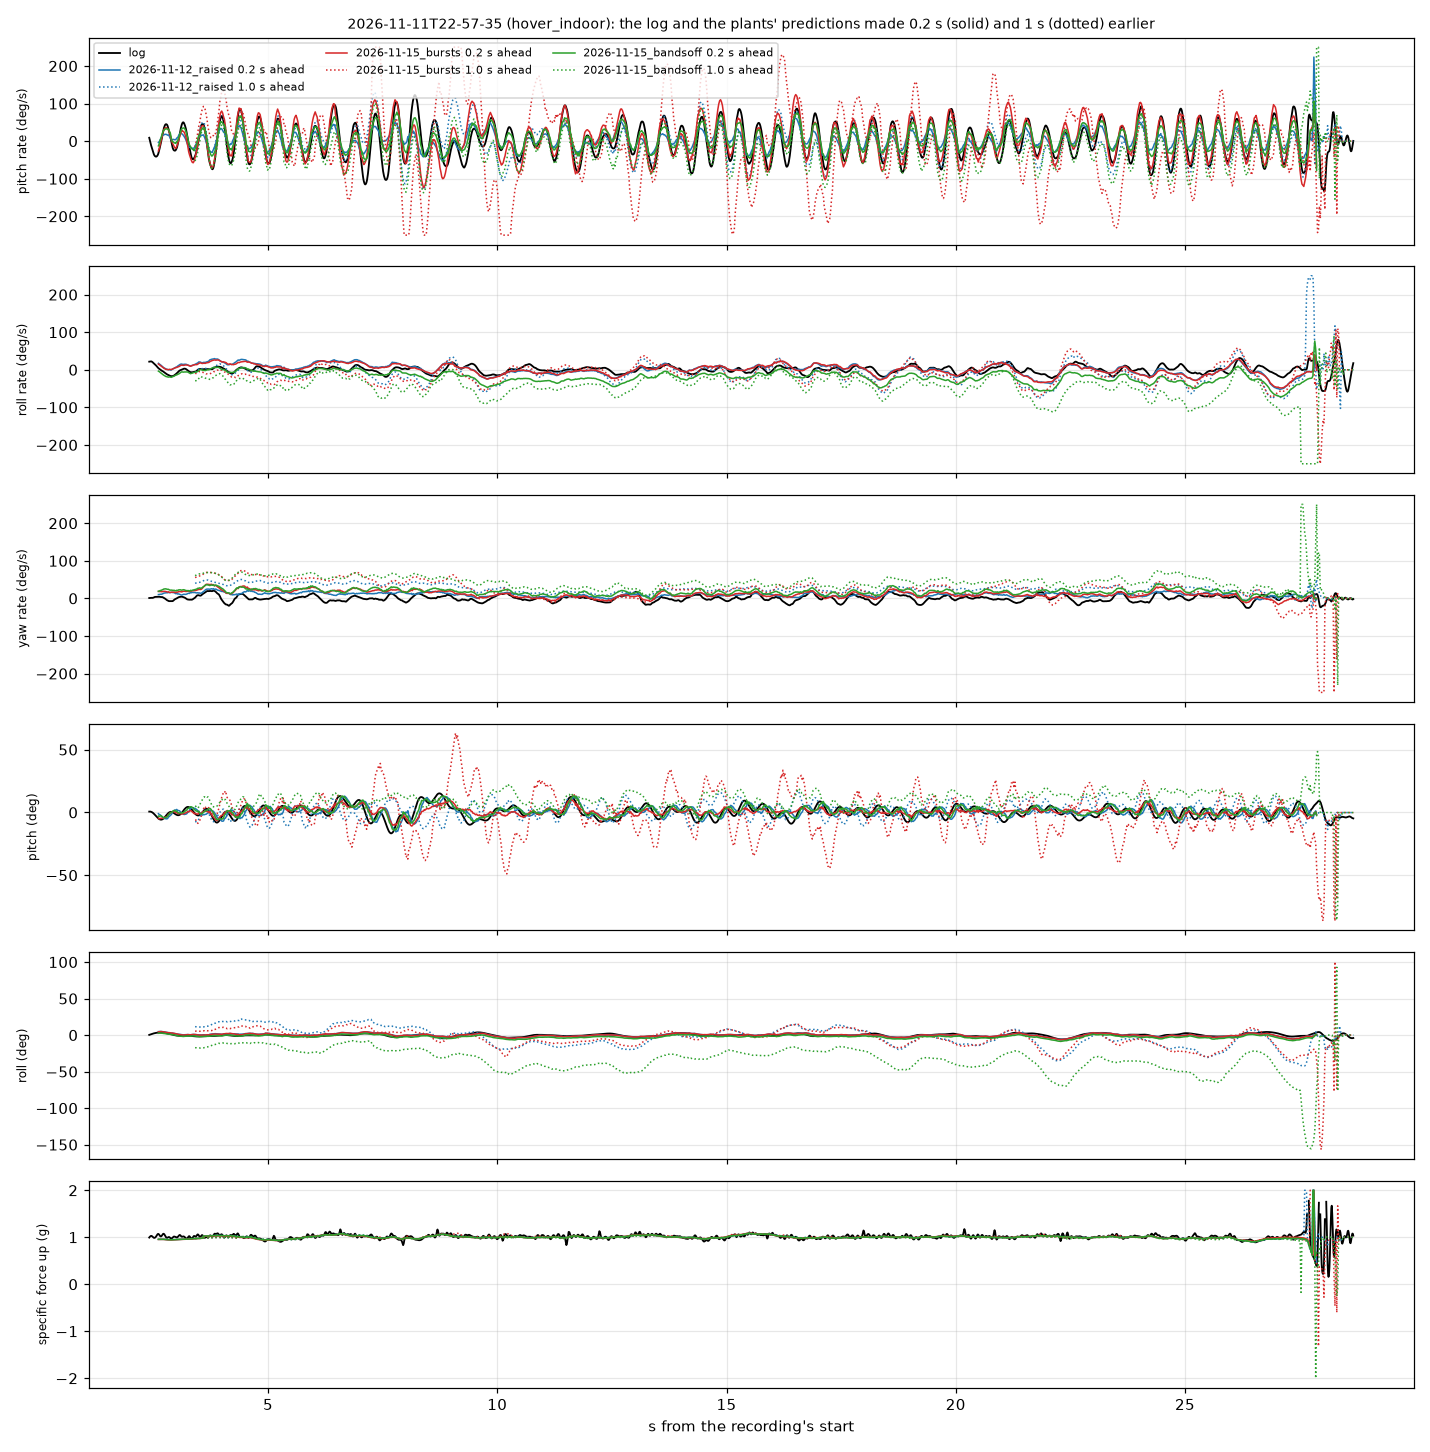 2026-11-11T22-57-35 (hover_indoor): the log and the plants' predictions made 0.2 s (solid) and 1 s (dotted) earlier
log
2026-11-12_raised 0.2 s ahead
2026-11-12_raised 1.0 s ahead
2026-11-15_bursts 0.2 s ahead
2026-11-15_bursts 1.0 s ahead
2026-11-15_bandsoff 0.2 s ahead
2026-11-15_bandsoff 1.0 s ahead
pitch rate (deg/s)
200
100
0
−100
−200
roll rate (deg/s)
200
100
0
−100
−200
yaw rate (deg/s)
200
100
0
−100
−200
pitch (deg)
50
0
−50
roll (deg)
100
50
0
−50
−100
−150
specific force up (g)
2
1
0
−1
−2
5 10 15 20 25
s from the recording's start